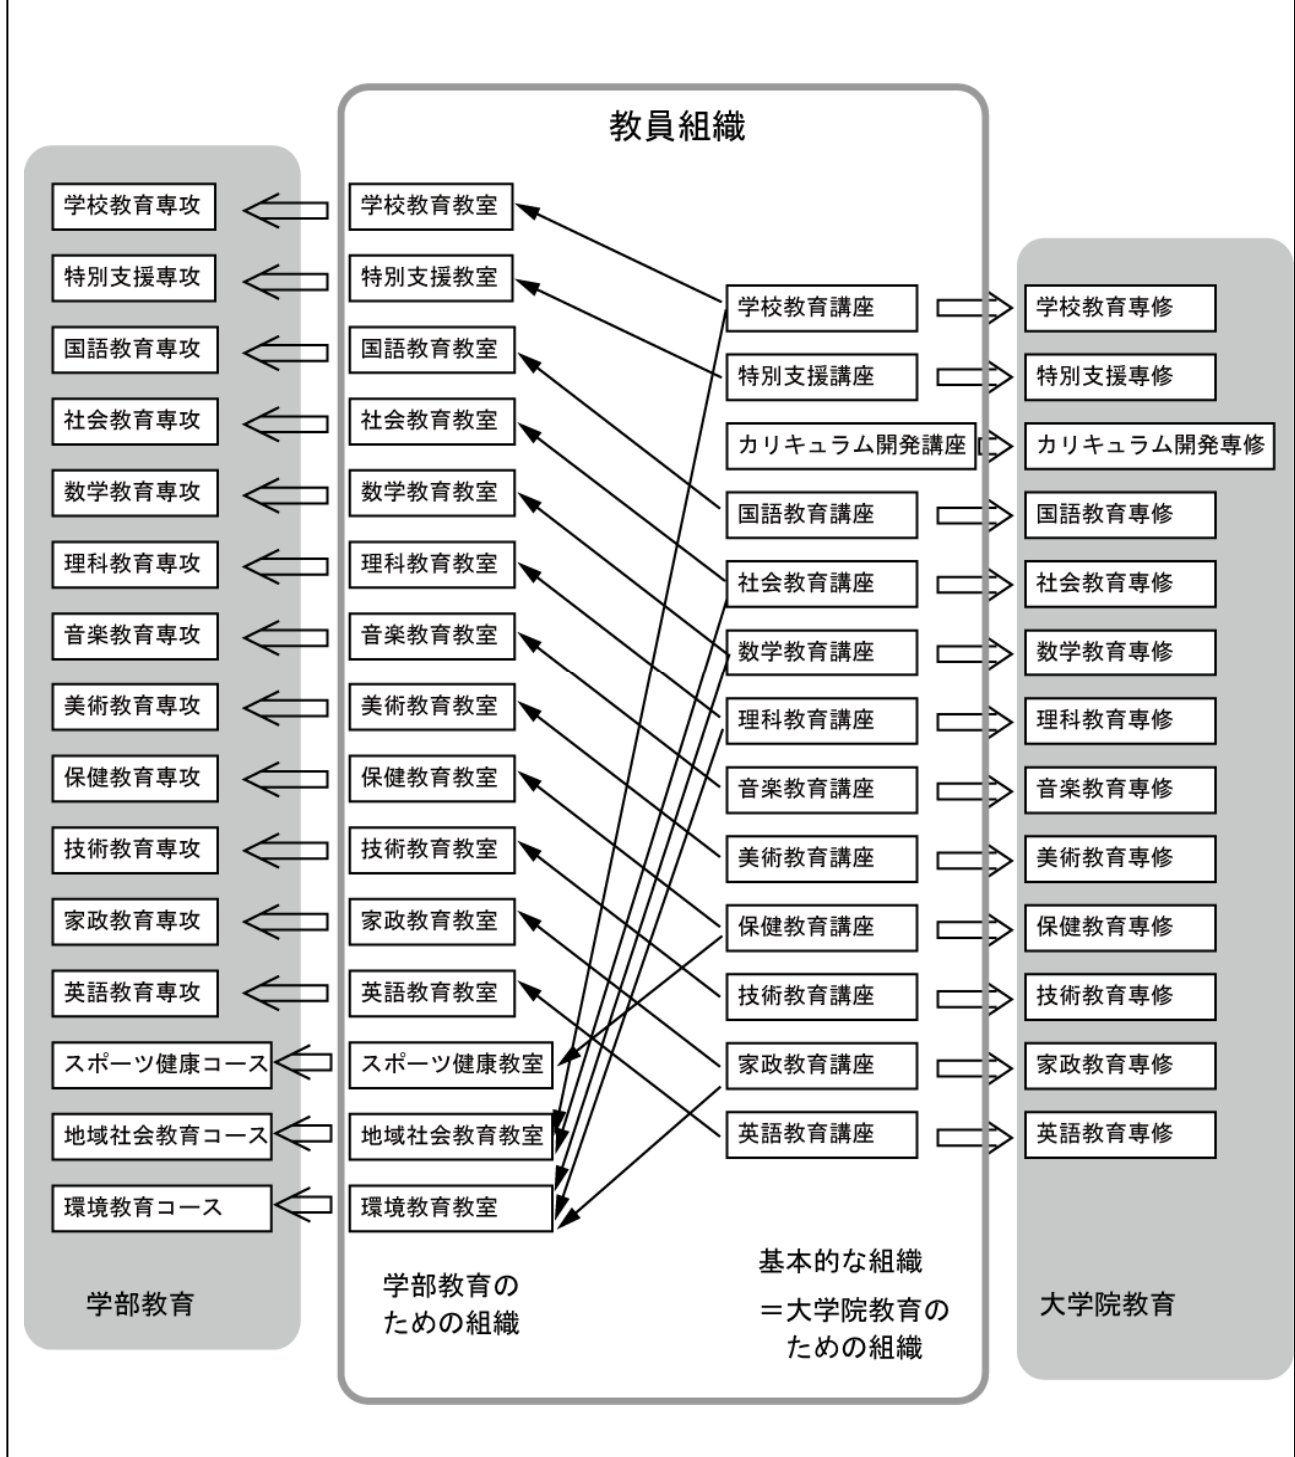 教員組織
学校教育専攻
特別支援専攻
国語教育専攻
社会教育専攻
数学教育専攻
理科教育専攻
音楽教育専攻
美術教育専攻
保健教育専攻
技術教育専攻
家政教育専攻
英語教育専攻
スポーツ健康コース
地域社会教育コース
環境教育コース
学部教育
学校教育教室
特別支援教室
国語教育教室
社会教育教室
数学教育教室
理科教育教室
音楽教育教室
美術教育教室
保健教育教室
技術教育教室
家政教育教室
英語教育教室
スポーツ健康教室
地域社会教育教室
環境教育教室
学部教育の
ための組織
学校教育講座
特別支援講座
カリキュラム開発講座
国語教育講座
社会教育講座
数学教育講座
理科教育講座
音楽教育講座
美術教育講座
保健教育講座
技術教育講座
家政教育講座
英語教育講座
基本的な組織
＝大学院教育の
ための組織
学校教育専修
特別支援専修
カリキュラム開発専修
国語教育専修
社会教育専修
数学教育専修
理科教育専修
音楽教育専修
美術教育専修
保健教育専修
技術教育専修
家政教育専修
英語教育専修
大学院教育